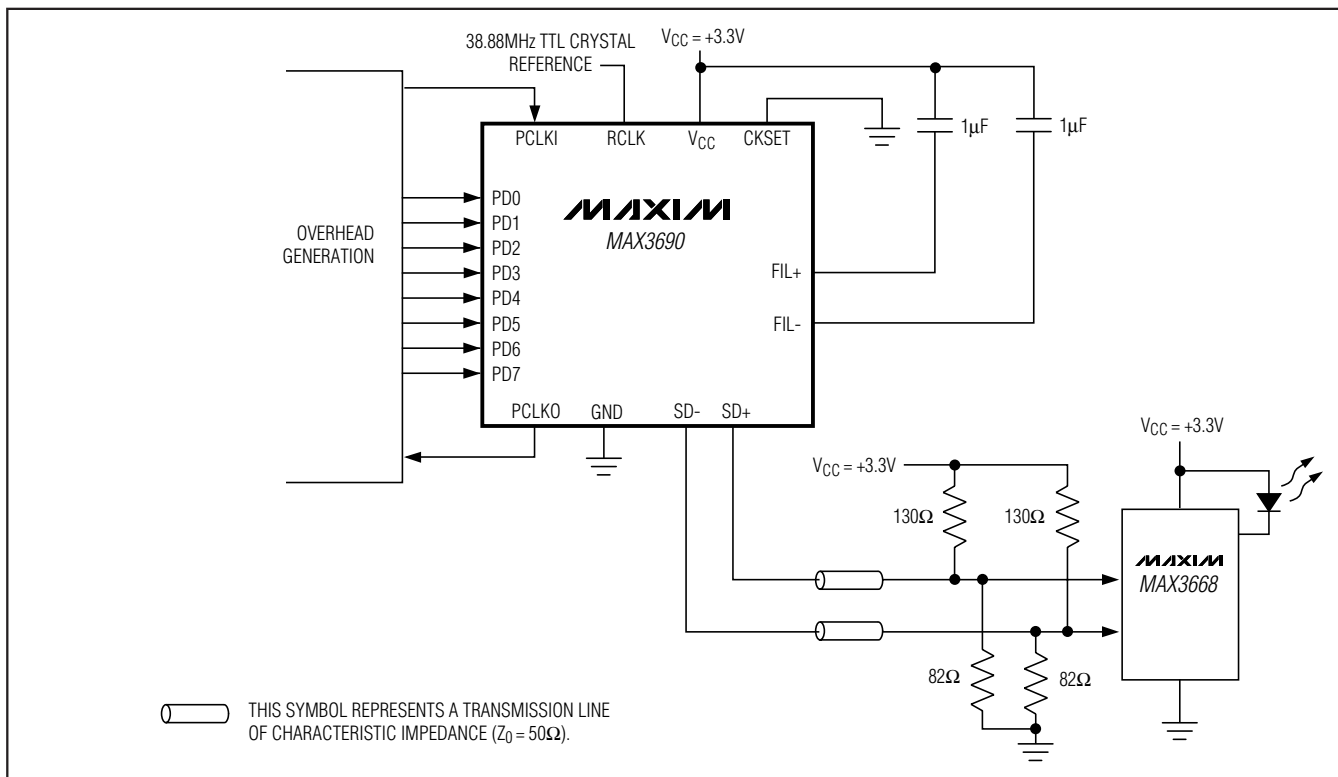 38.88MHz TTL CRYSTAL
REFERENCE
VCC = +3.3V
PCLKI
RCLK
VCC
CKSET
1µF
1µF
OVERHEAD
GENERATION
PD0
PD1
PD2
PD3
PD4
PD5
PD6
PD7
MAXIM
MAX3690
FIL+
FIL-
PCLKO
GND
SD-
SD+
VCC = +3.3V
VCC = +3.3V
130Ω
130Ω
MAXIM
MAX3668
82Ω
82Ω
THIS SYMBOL REPRESENTS A TRANSMISSION LINE
OF CHARACTERISTIC IMPEDANCE (Z0 = 50Ω).